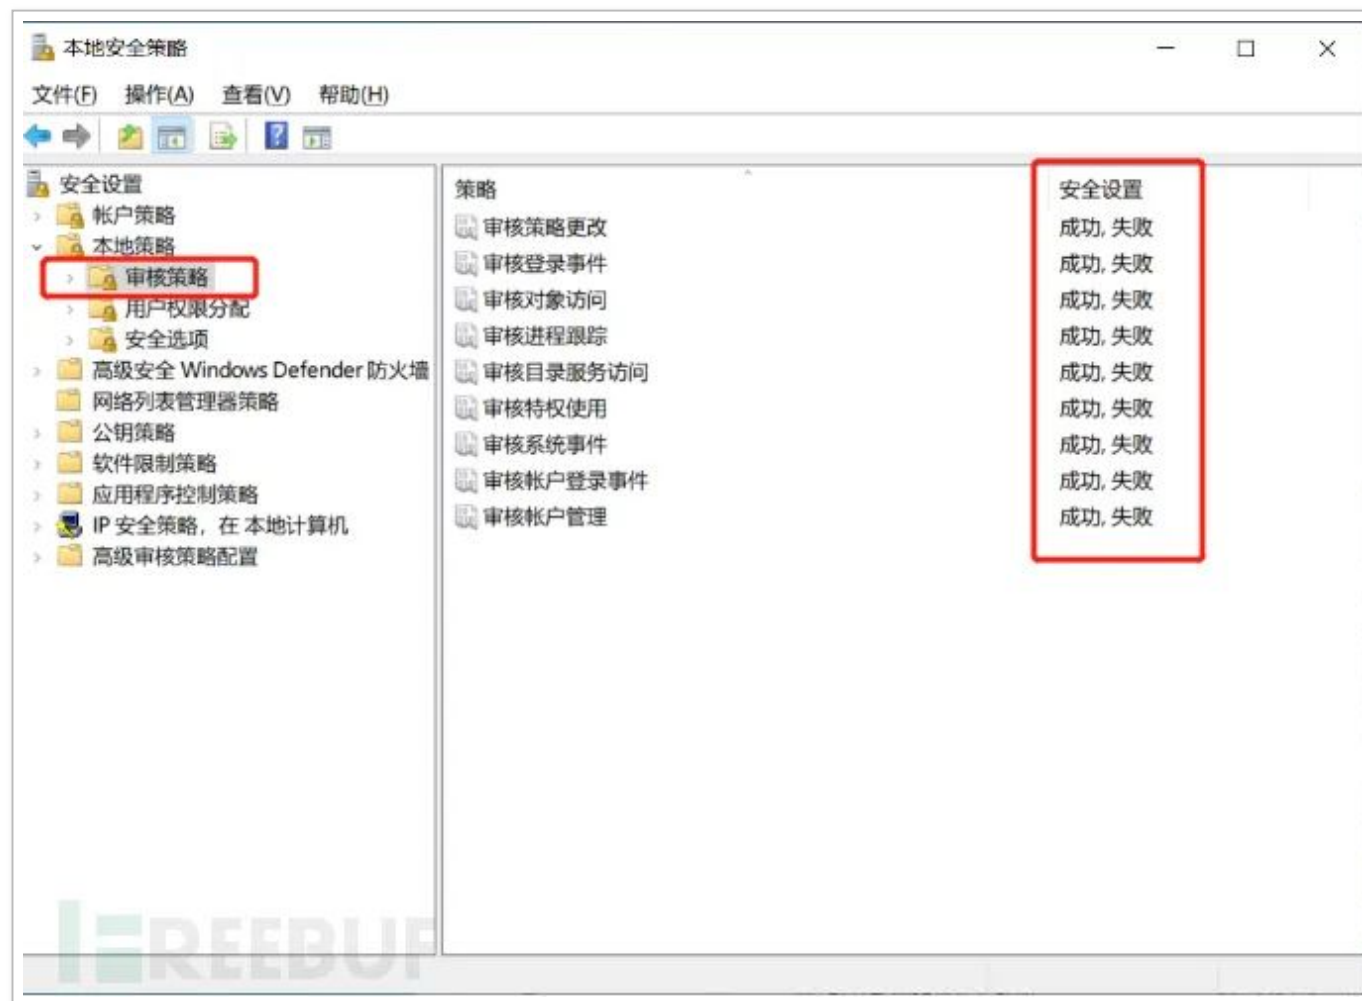 本地安全策略
文件(F) 操作(A) 查看(V) 帮助(H)
安全设置
帐户策略
本地策略
审核策略
用户权限分配
安全选项
高级安全 Windows Defender 防火墙
网络列表管理器策略
公钥策略
软件限制策略
应用程序控制策略
IP 安全策略，在 本地计算机
高级审核策略配置
策略 安全设置
审核策略更改 成功, 失败
审核登录事件 成功, 失败
审核对象访问 成功, 失败
审核进程跟踪 成功, 失败
审核目录服务访问 成功, 失败
审核特权使用 成功, 失败
审核系统事件 成功, 失败
审核帐户登录事件 成功, 失败
审核帐户管理 成功, 失败
FREEBUF